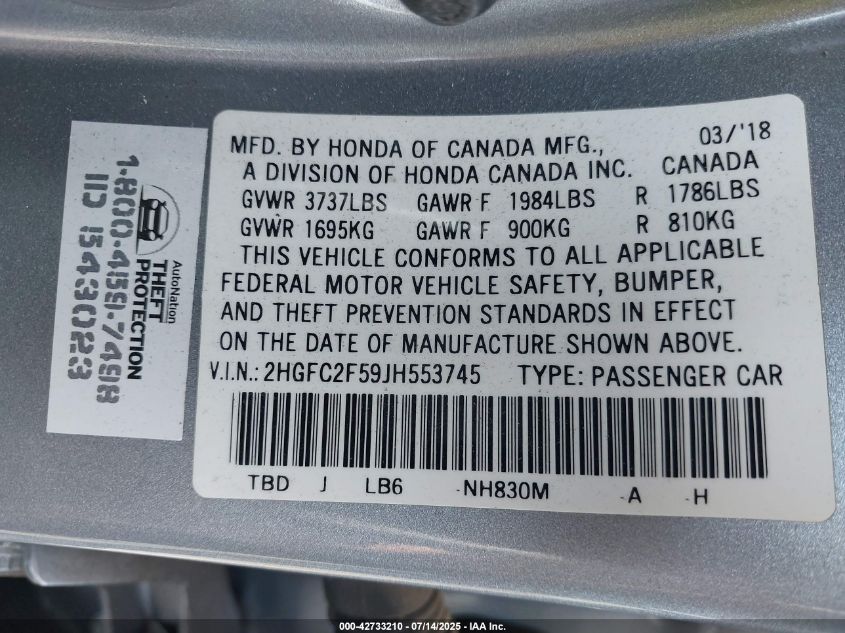 MFD. BY HONDA OF CANADA MFG., 03/'18
A DIVISION OF HONDA CANADA INC. CANADA
GVWR 3737LBS GAWR F 1984LBS R 1786LBS
GVWR 1695KG GAWR F 900KG R 810KG
THIS VEHICLE CONFORMS TO ALL APPLICABLE
FEDERAL MOTOR VEHICLE SAFETY, BUMPER,
AND THEFT PREVENTION STANDARDS IN EFFECT
ON THE DATE OF MANUFACTURE SHOWN ABOVE.
V.I.N.: 2HGFC2F59JH553745 TYPE: PASSENGER CAR
TBD J LB6 -NH830M -A -H
AutoNation
THEFT
PROTECTION
1-800-459-7498
ID 5430023
000-42733210 - 07/14/2025 - IAA Inc.